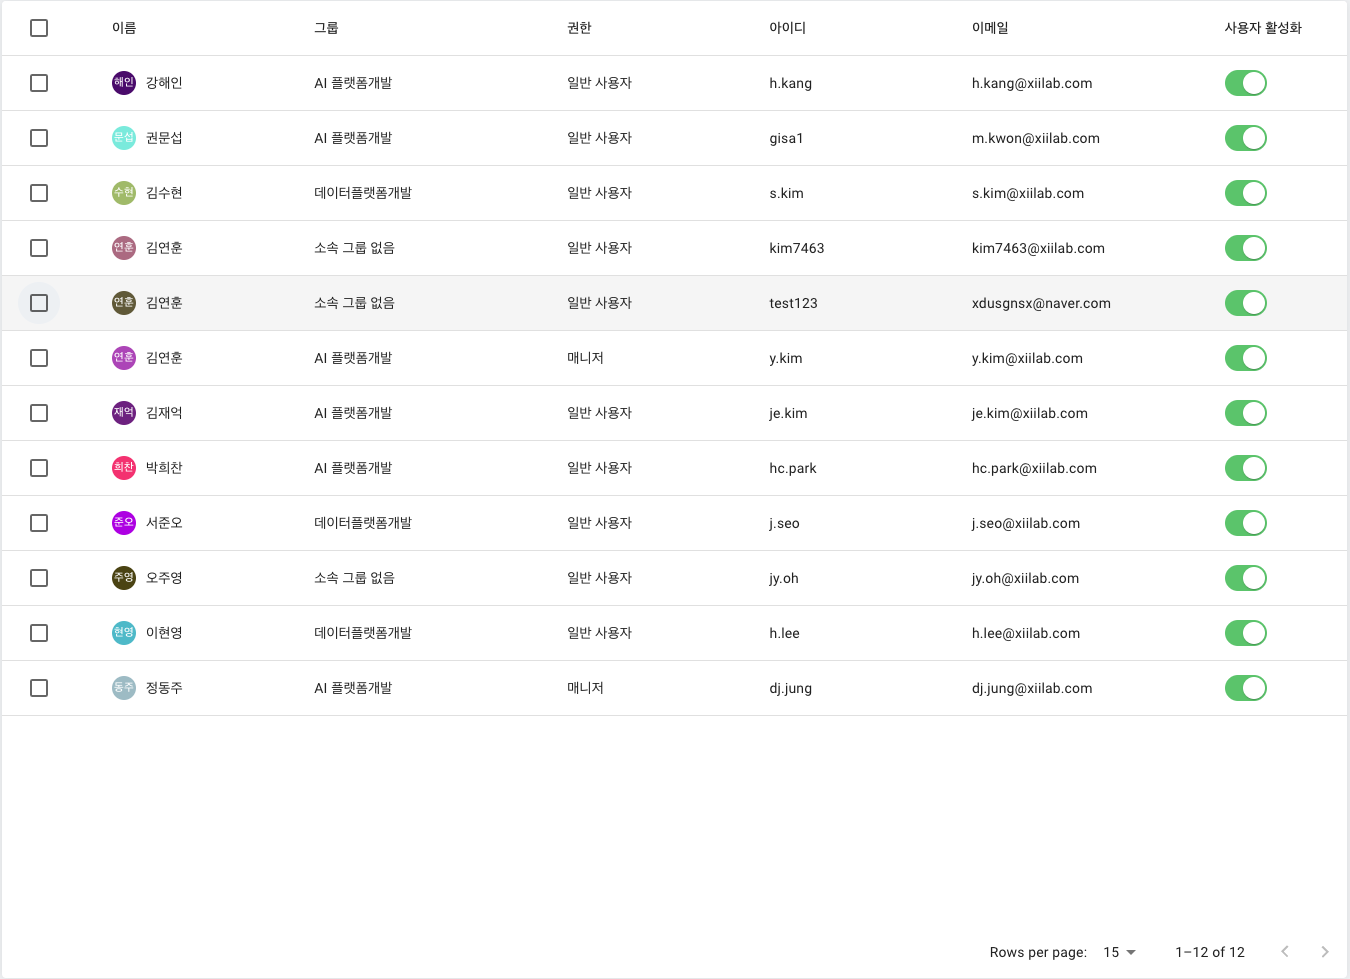 이름 그룹 권한 아이디 이메일 사용자 활성화
해인 강해인 AI 플랫폼개발 일반 사용자 h.kang h.kang@xiilab.com
문섭 권문섭 AI 플랫폼개발 일반 사용자 gisa1 m.kwon@xiilab.com
수현 김수현 데이터플랫폼개발 일반 사용자 s.kim s.kim@xiilab.com
연훈 김연훈 소속 그룹 없음 일반 사용자 kim7463 kim7463@xiilab.com
연훈 김연훈 소속 그룹 없음 일반 사용자 test123 xdusgnsx@naver.com
연훈 김연훈 AI 플랫폼개발 매니저 y.kim y.kim@xiilab.com
재억 김재억 AI 플랫폼개발 일반 사용자 je.kim je.kim@xiilab.com
희찬 박희찬 AI 플랫폼개발 일반 사용자 hc.park hc.park@xiilab.com
준오 서준오 데이터플랫폼개발 일반 사용자 j.seo j.seo@xiilab.com
주영 오주영 소속 그룹 없음 일반 사용자 jy.oh jy.oh@xiilab.com
현영 이현영 데이터플랫폼개발 일반 사용자 h.lee h.lee@xiilab.com
동주 정동주 AI 플랫폼개발 매니저 dj.jung dj.jung@xiilab.com
Rows per page: 15 1–12 of 12